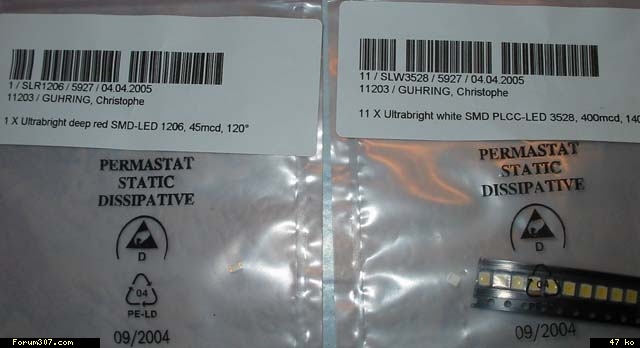 1 / SLR1206 / 5927 / 04.04.2005
11203 / GUHRING, Christophe
1 X Ultrabright deep red SMD-LED 1206, 45mcd, 120°
PERMASTAT
STATIC
DISSIPATIVE
D
04
PE-LD
09/2004
11 / SLW3528 / 5927 / 04.04.2005
11203 / GUHRING, Christophe
11 X Ultrabright white SMD PLCC-LED 3528, 400mcd, 140
PERMASTAT
STATIC
DISSIPATIVE
D
04
09/2004
Forum307.com
47 ko